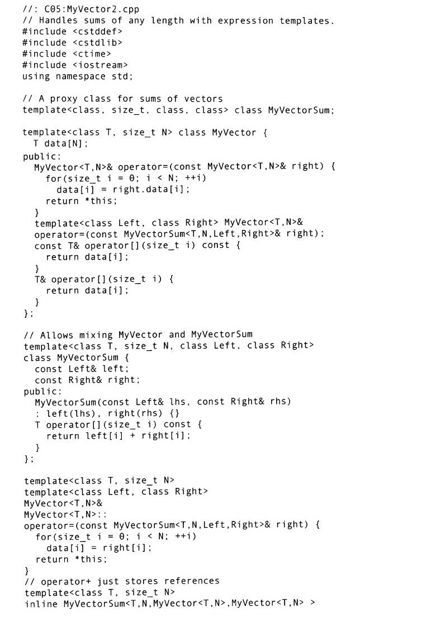 //: C05:MyVector2.cpp
// Handles sums of any length with expression templates.
#include <cstddef>
#include <cstdlib>
#include <ctime>
#include <iostream>
using namespace std;

// A proxy class for sums of vectors
template<class, size_t, class, class> class MyVectorSum;

template<class T, size_t N> class MyVector {
  T data[N];
public:
  MyVector<T,N>& operator=(const MyVector<T,N>& right) {
    for(size_t i = 0; i < N; ++i)
      data[i] = right.data[i];
    return *this;
  }
  template<class Left, class Right> MyVector<T,N>&
  operator=(const MyVectorSum<T,N,Left,Right>& right);
  const T& operator[](size_t i) const {
    return data[i];
  }
  T& operator[](size_t i) {
    return data[i];
  }
};

// Allows mixing MyVector and MyVectorSum
template<class T, size_t N, class Left, class Right>
class MyVectorSum {
  const Left& left;
  const Right& right;
public:
  MyVectorSum(const Left& lhs, const Right& rhs)
  : left(lhs), right(rhs) {}
  T operator[](size_t i) const {
    return left[i] + right[i];
  }
};

template<class T, size_t N>
template<class Left, class Right>
MyVector<T,N>&
MyVector<T,N>::
operator=(const MyVectorSum<T,N,Left,Right>& right) {
  for(size_t i = 0; i < N; ++i)
    data[i] = right[i];
  return *this;
}
// operator+ just stores references
template<class T, size_t N>
inline MyVectorSum<T,N,MyVector<T,N>,MyVector<T,N> >